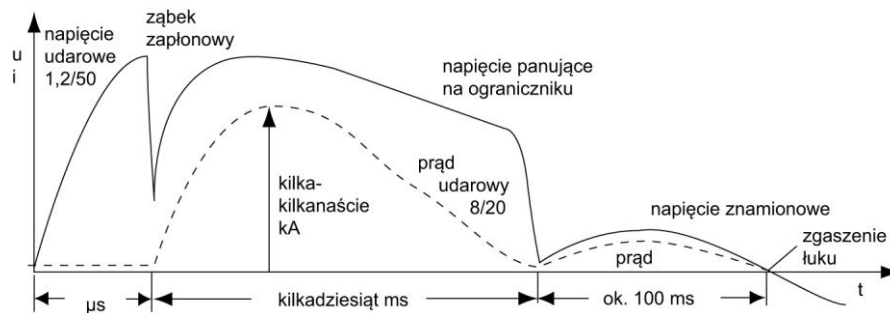 u
i
napięcie
udarowe
1,2/50
ząbek
zapłonowy
napięcie panujące
na ograniczniku
kilka-
kilkanaście
kA
prąd
udarowy
8/20
napięcie znamionowe
prąd
zgaszenie
łuku
t
µs
kilkadziesiąt ms
ok. 100 ms